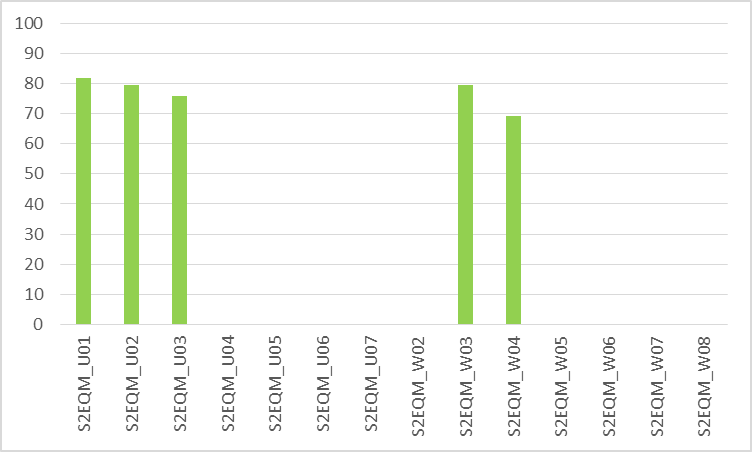 100
90
80
70
60
50
40
30
20
10
0
S2EQM_U01
S2EQM_U02
S2EQM_U03
S2EQM_U04
S2EQM_U05
S2EQM_U06
S2EQM_U07
S2EQM_W02
S2EQM_W03
S2EQM_W04
S2EQM_W05
S2EQM_W06
S2EQM_W07
S2EQM_W08